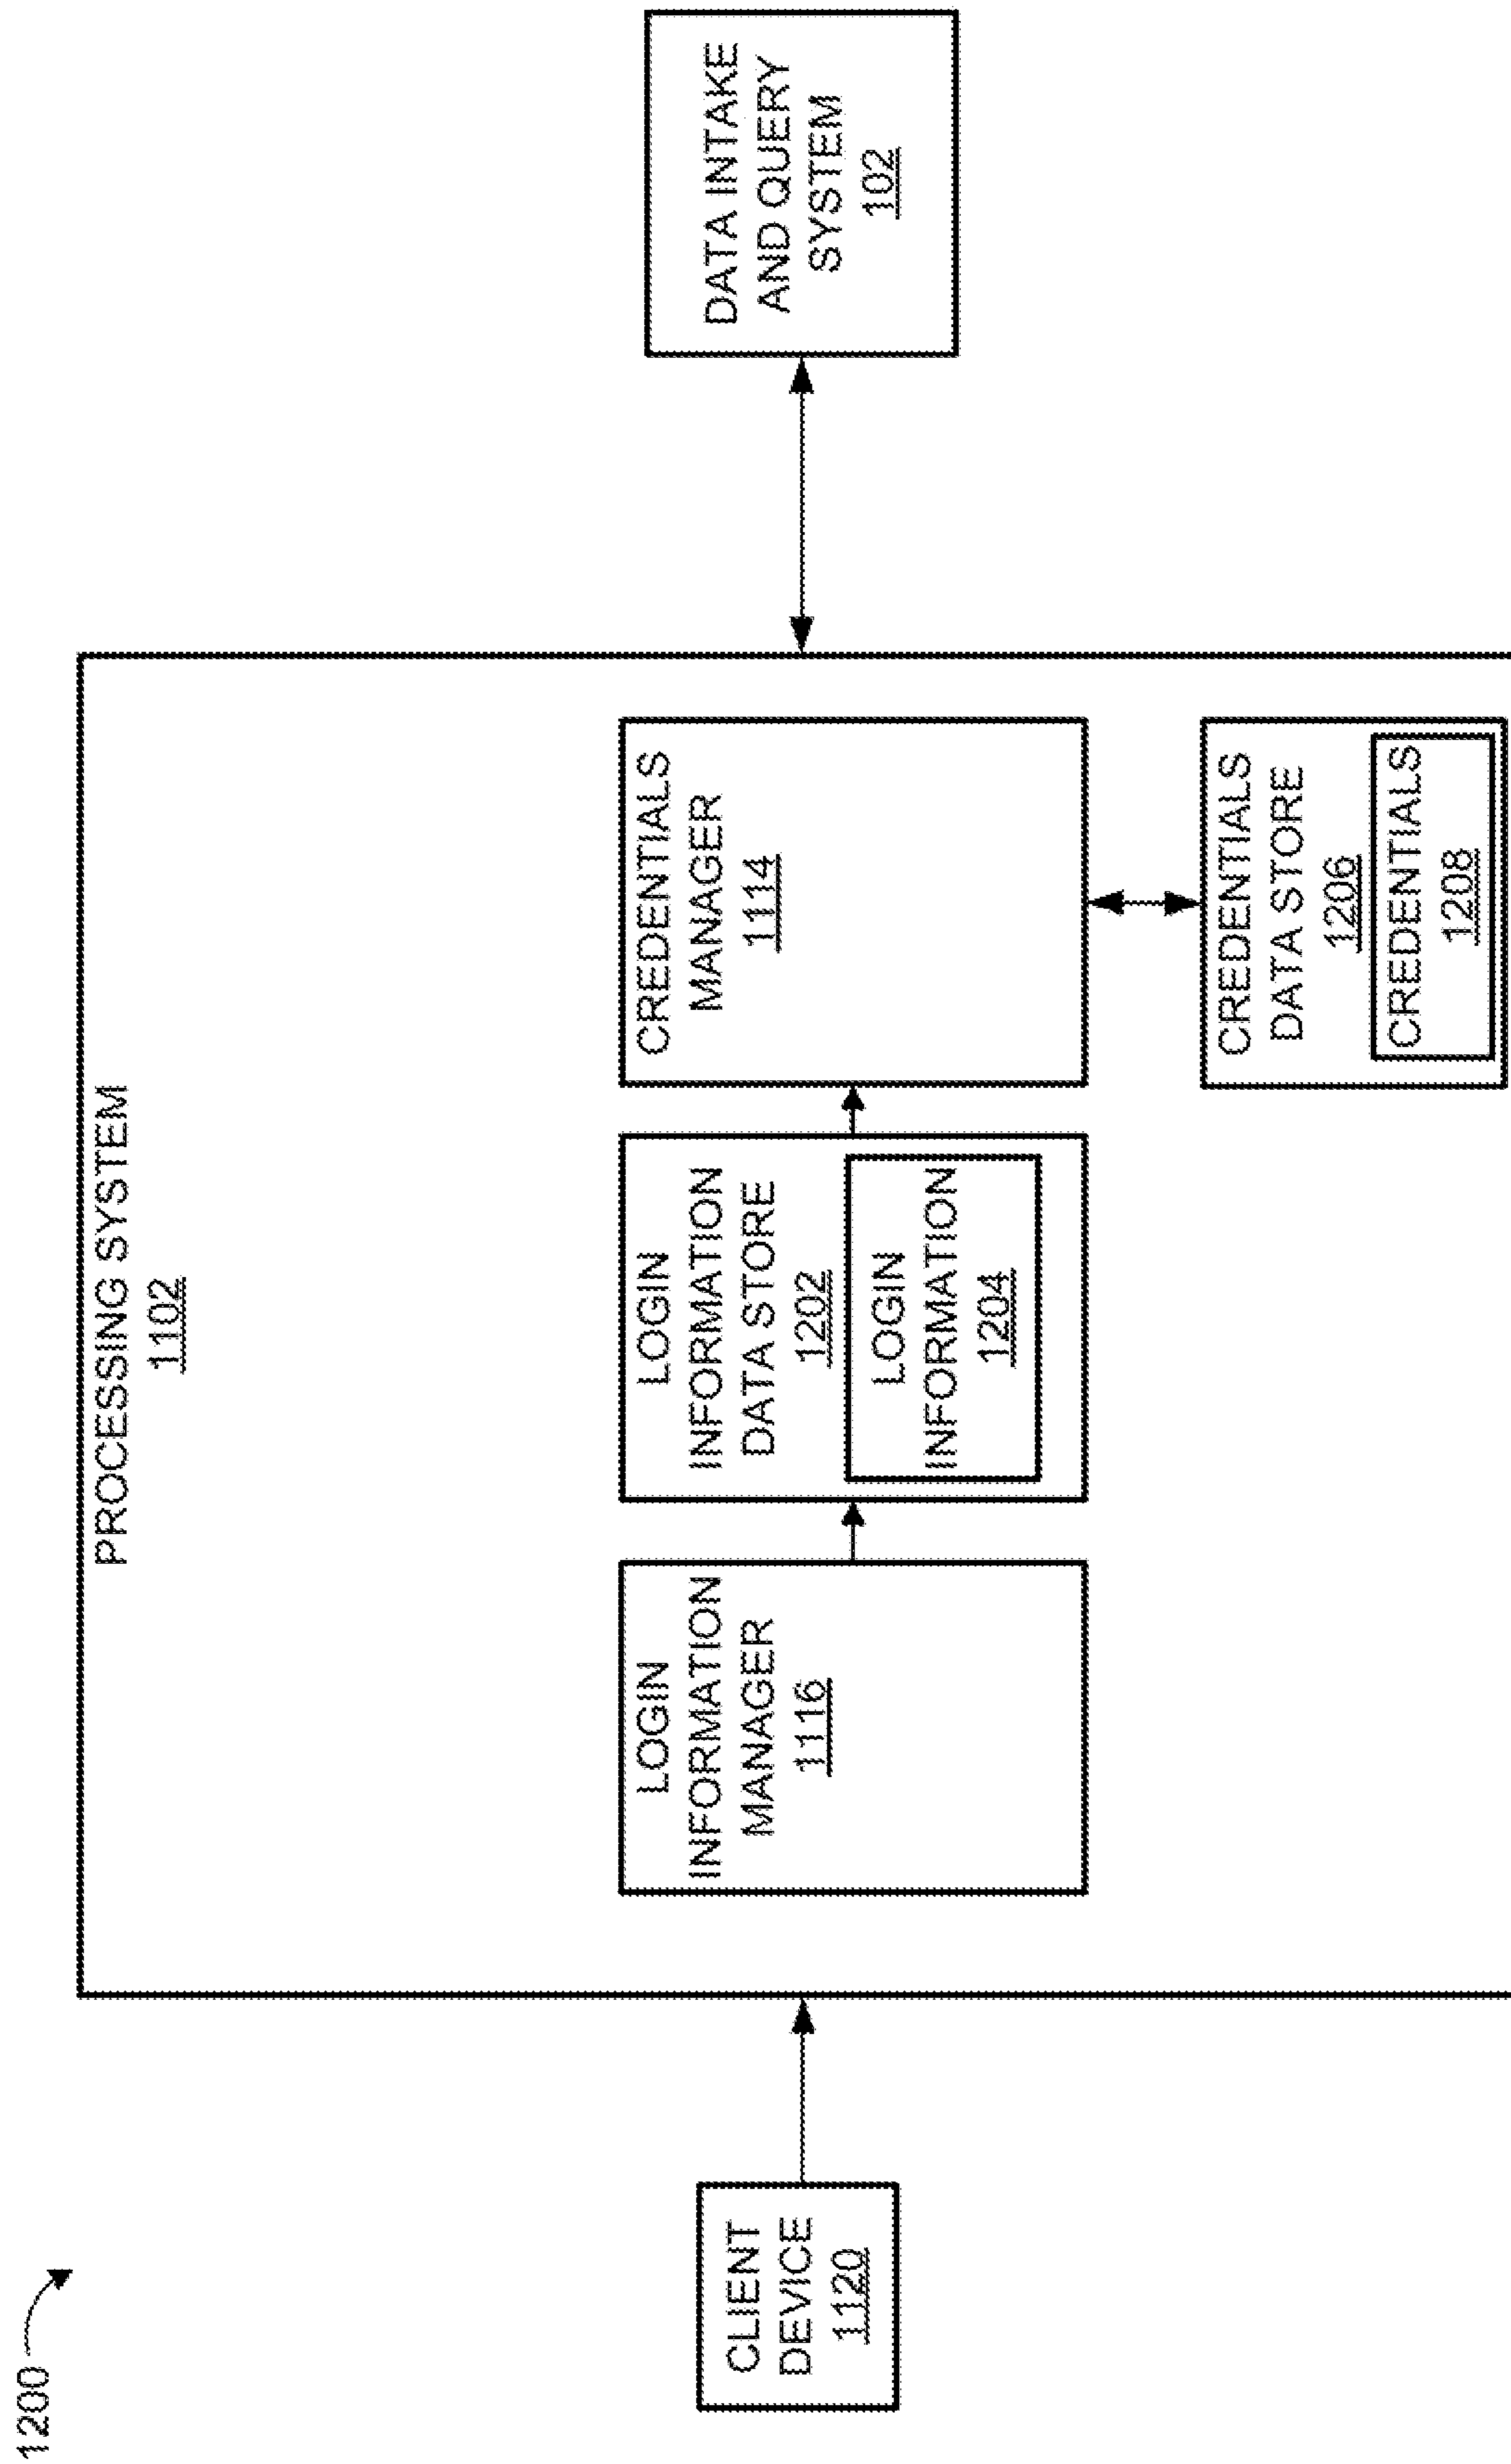 1200
PROCESSING SYSTEM
1102
CLIENT
DEVICE
1120
LOGIN
INFORMATION
MANAGER
1116
LOGIN
INFORMATION
DATA STORE
1202
LOGIN
INFORMATION
1204
CREDENTIALS
MANAGER
1114
CREDENTIALS
DATA STORE
1206
CREDENTIALS
1208
DATA INTAKE
AND QUERY
SYSTEM
102